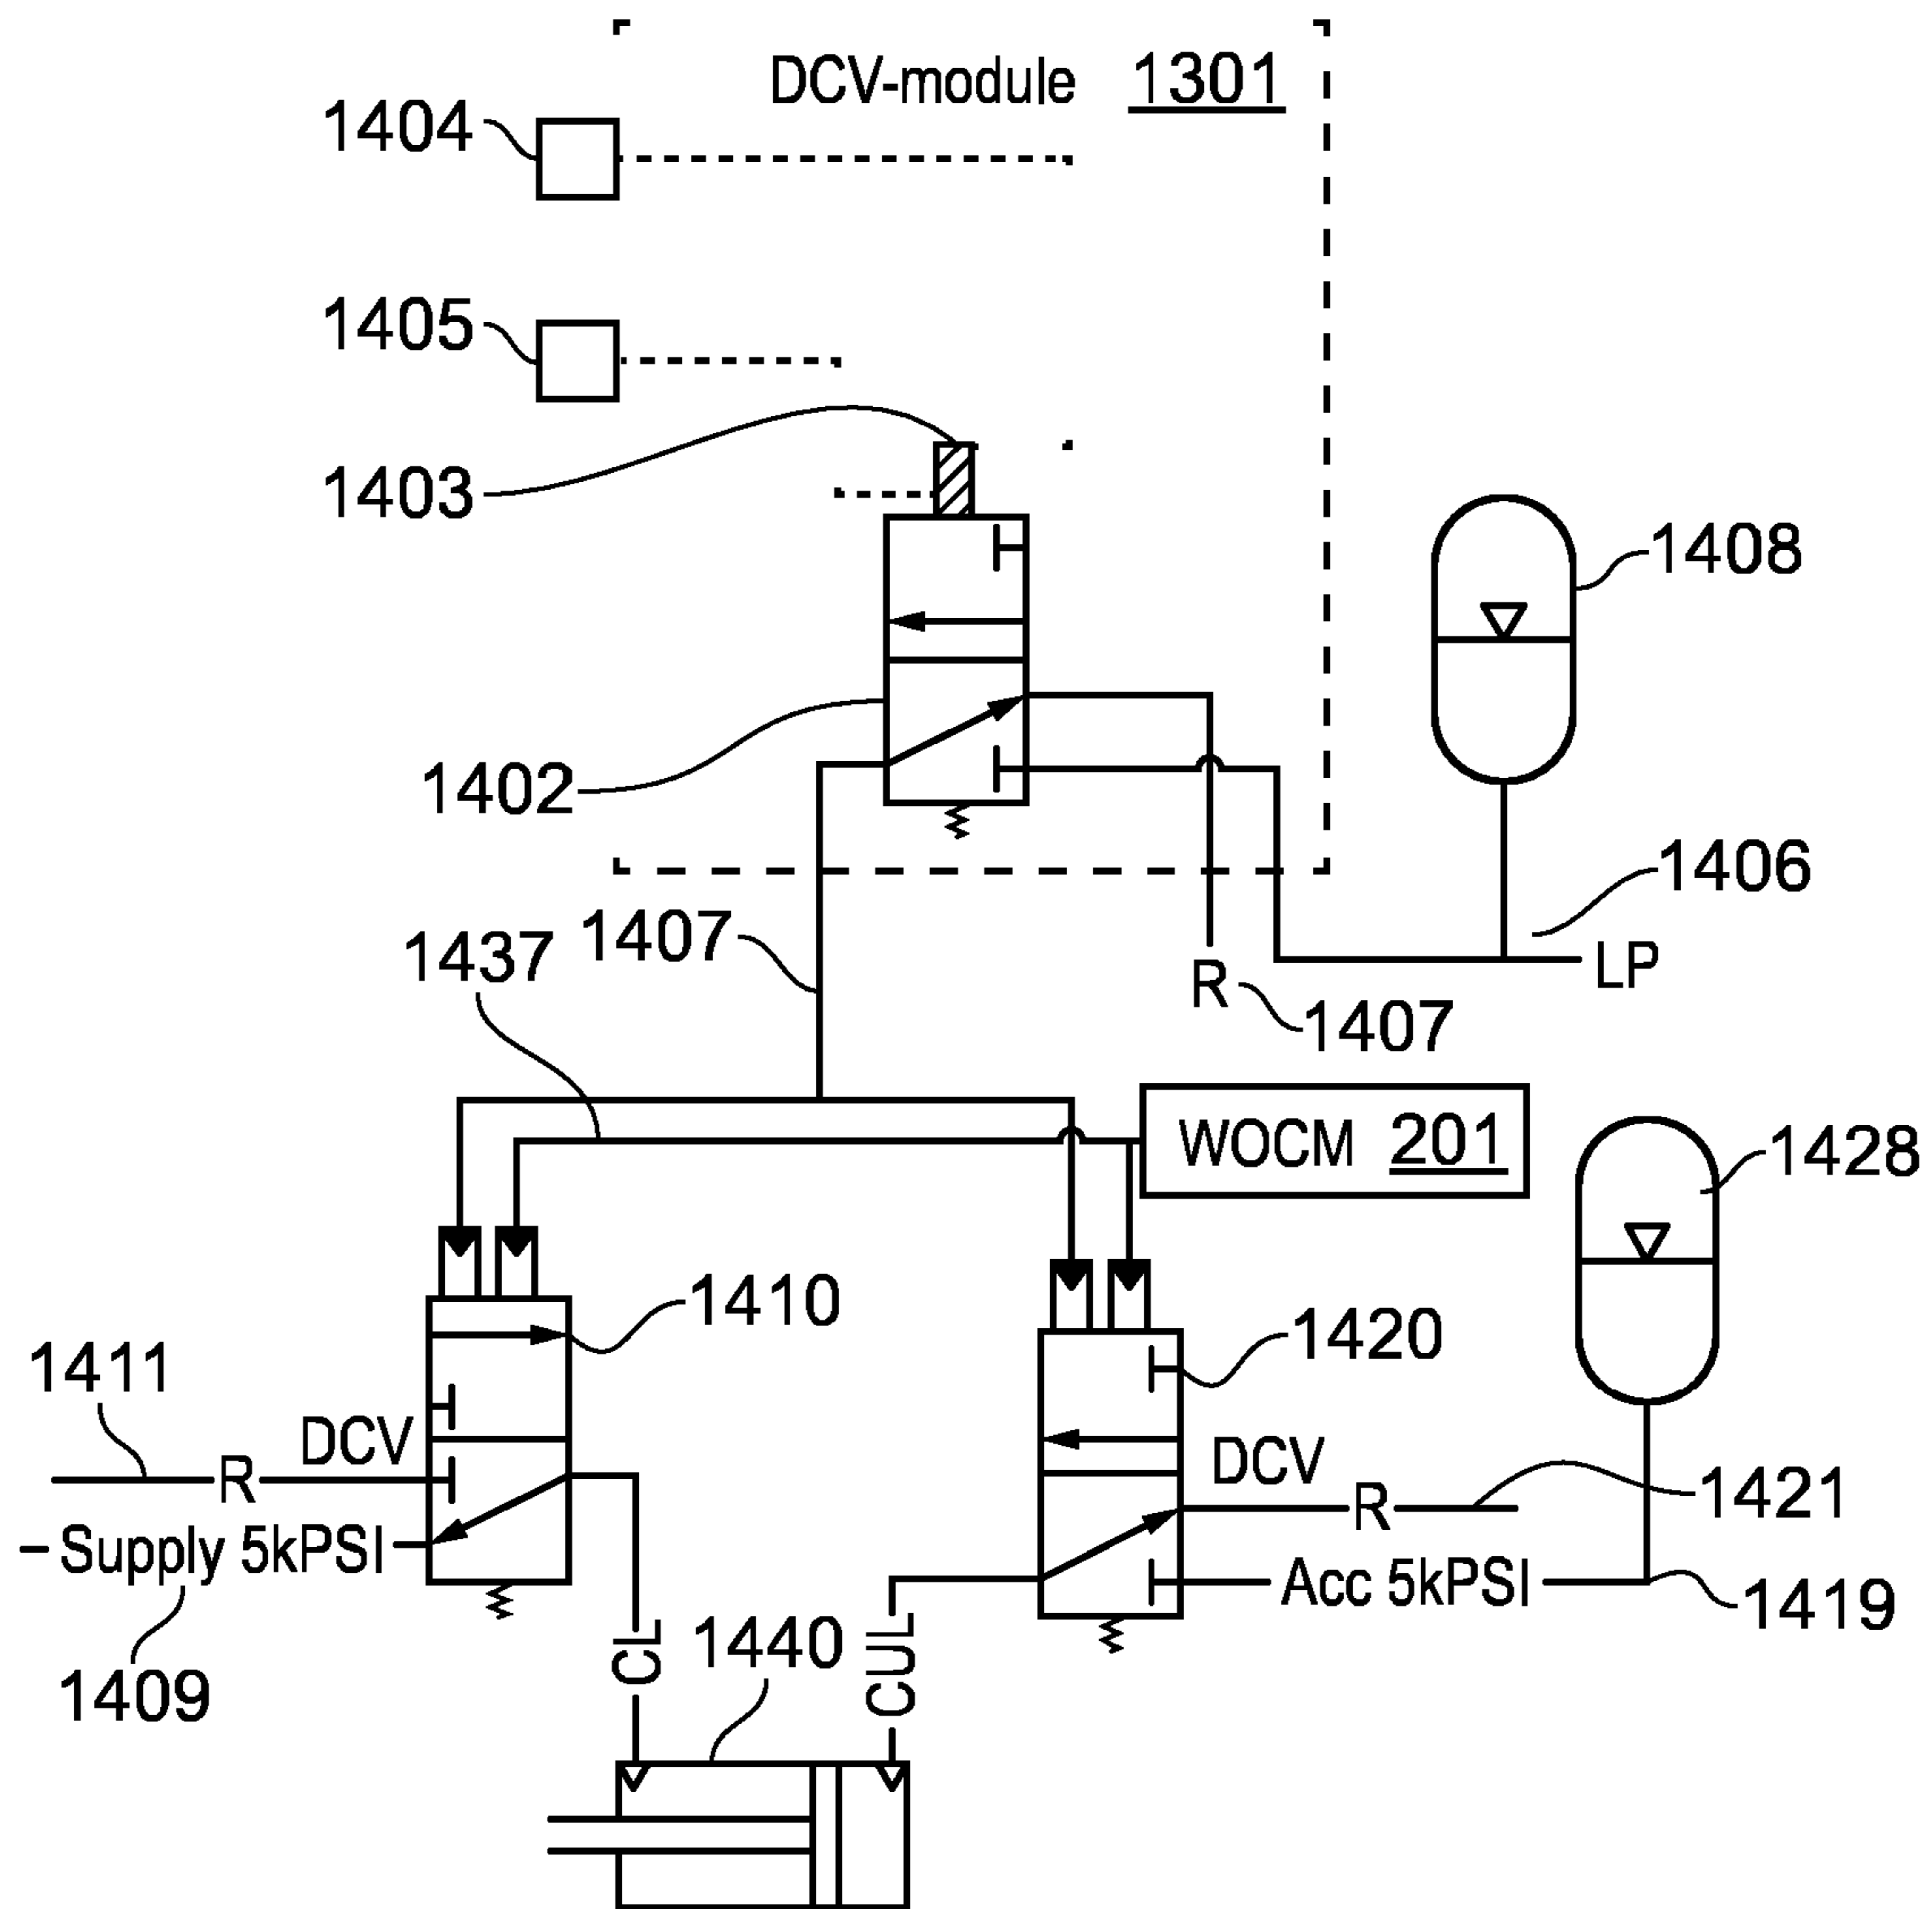 DCV-module 1301
1404
1405
1403
1408
1402
1406
1407
1437
LP
R
1407
WOCM 201
1428
1410
1420
1411
DCV
R
DCV
R
1421
- Supply 5kPSI
Acc 5kPSI
1419
1409
CL
1440
CUL